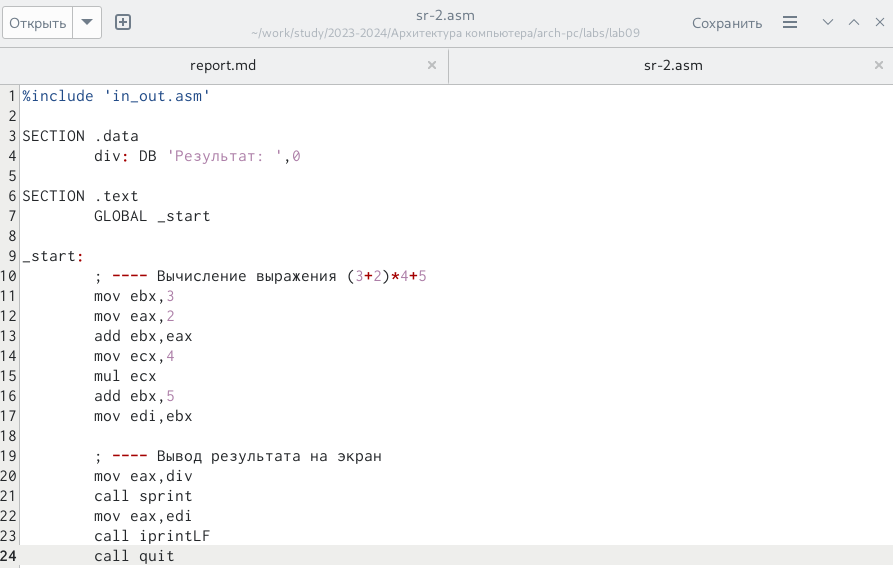 Открыть
sr-2.asm
~/work/study/2023-2024/Архитектура компьютера/arch-pc/labs/lab09
Сохранить
report.md
sr-2.asm
1 %include 'in_out.asm'
2
3 SECTION .data
4 div: DB 'Результат: ',0
5
6 SECTION .text
7 GLOBAL _start
8
9 _start:
10 ; ---- Вычисление выражения (3+2)*4+5
11 mov ebx,3
12 mov eax,2
13 add ebx,eax
14 mov ecx,4
15 mul ecx
16 add ebx,5
17 mov edi,ebx
18
19 ; ---- Вывод результата на экран
20 mov eax,div
21 call sprint
22 mov eax,edi
23 call iprintLF
24 call quit